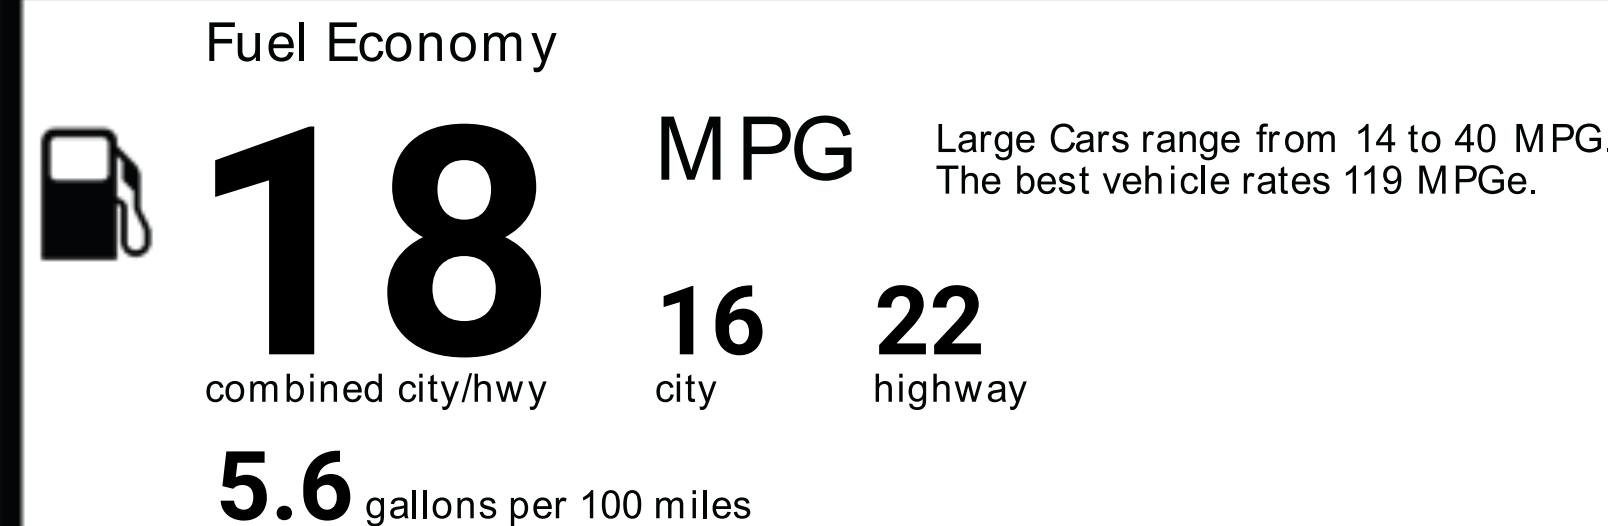 Fuel Economy
18
MPG
Large Cars range from 14 to 40 MPG.
The best vehicle rates 119 MPGe.
16 22
combined city/hwy city highway
5.6 gallons per 100 miles